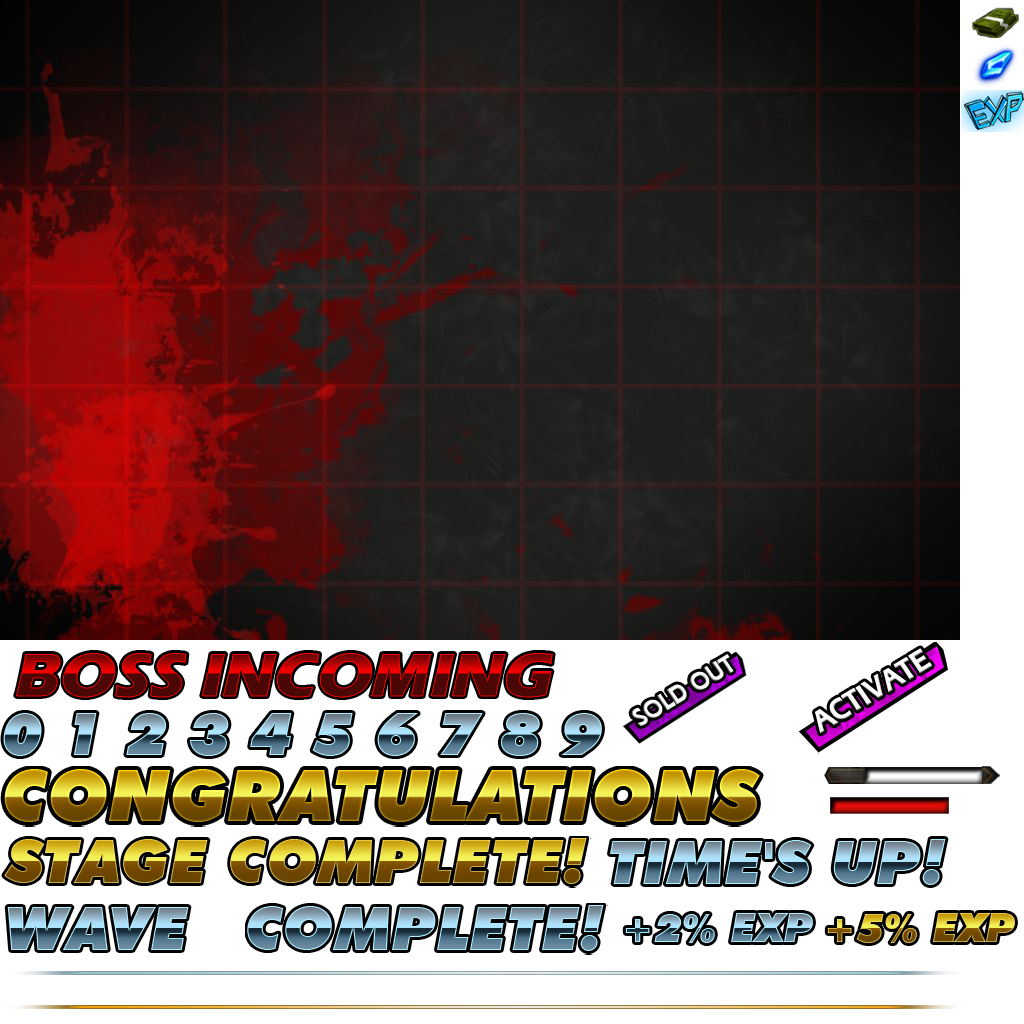 EXP
BOSS INCOMING
SOLD OUT
ACTIVATE
0 1 2 3 4 5 6 7 8 9
CONGRATULATIONS
STAGE COMPLETE!
TIME'S UP!
WAVE COMPLETE!
+2% EXP
+5% EXP